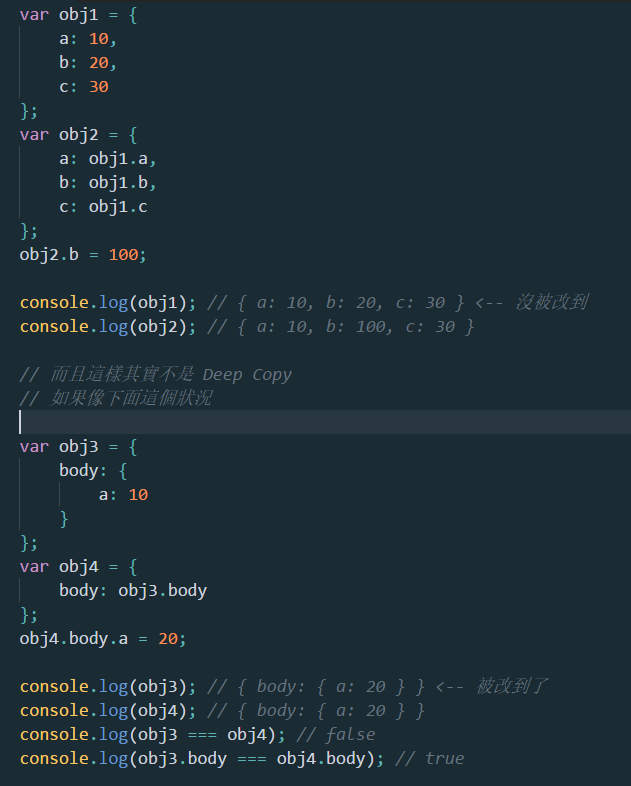 var obj1 = {
    a: 10,
    b: 20,
    c: 30
};
var obj2 = {
    a: obj1.a,
    b: obj1.b,
    c: obj1.c
};
obj2.b = 100;
console.log(obj1); // { a: 10, b: 20, c: 30 } <-- 沒被改到
console.log(obj2); // { a: 10, b: 100, c: 30 }
// 而且這樣其實不是 Deep Copy
// 如果像下面這個狀況
var obj3 = {
    body: {
        a: 10
    }
};
var obj4 = {
    body: obj3.body
};
obj4.body.a = 20;
console.log(obj3); // { body: { a: 20 } } <-- 被改到了
console.log(obj4); // { body: { a: 20 } }
console.log(obj3 === obj4); // false
console.log(obj3.body === obj4.body); // true